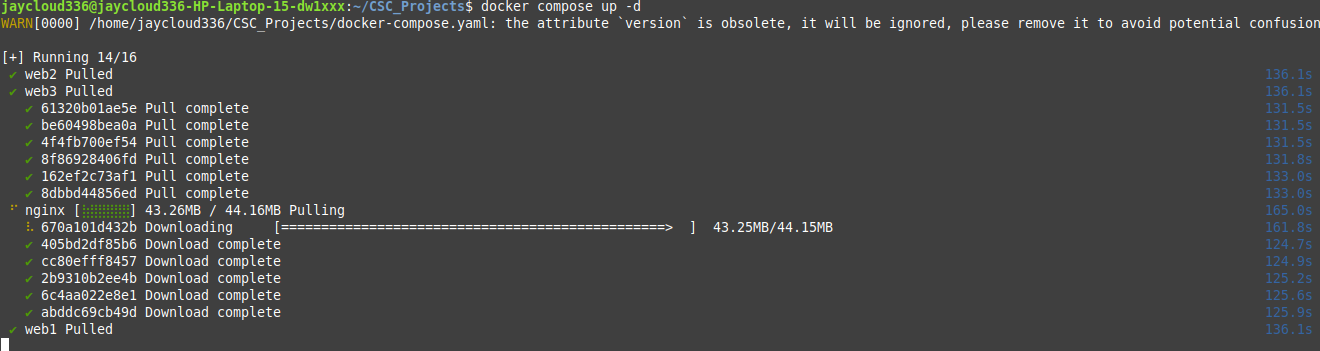 jaycloud336@jaycloud336-HP-Laptop-15-dw1xxx:~/CSC_Projects$ docker compose up -d
WARN[0000] /home/jaycloud336/CSC_Projects/docker-compose.yaml: the attribute `version` is obsolete, it will be ignored, please remove it to avoid potential confusion
[+] Running 14/16
✔ web2 Pulled 136.1s
✔ web3 Pulled 136.1s
✔ 61320b01ae5e Pull complete 131.5s
✔ be60498bea0a Pull complete 131.5s
✔ 4f4fb700ef54 Pull complete 131.5s
✔ 8f86928406fd Pull complete 131.8s
✔ 162ef2c73af1 Pull complete 133.0s
✔ 8dbbd44856ed Pull complete 133.0s
⠋ nginx [⣿⣿⣿⣿⣿⣿] 43.26MB / 44.16MB Pulling 165.0s
⠧ 670a101d432b Downloading [================================================> ] 43.25MB/44.15MB 161.8s
✔ 405bd2df85b6 Download complete 124.7s
✔ cc80efff8457 Download complete 124.9s
✔ 2b9310b2ee4b Download complete 125.2s
✔ 6c4aa022e8e1 Download complete 125.6s
✔ abddc69cb49d Download complete 125.9s
✔ web1 Pulled 136.1s